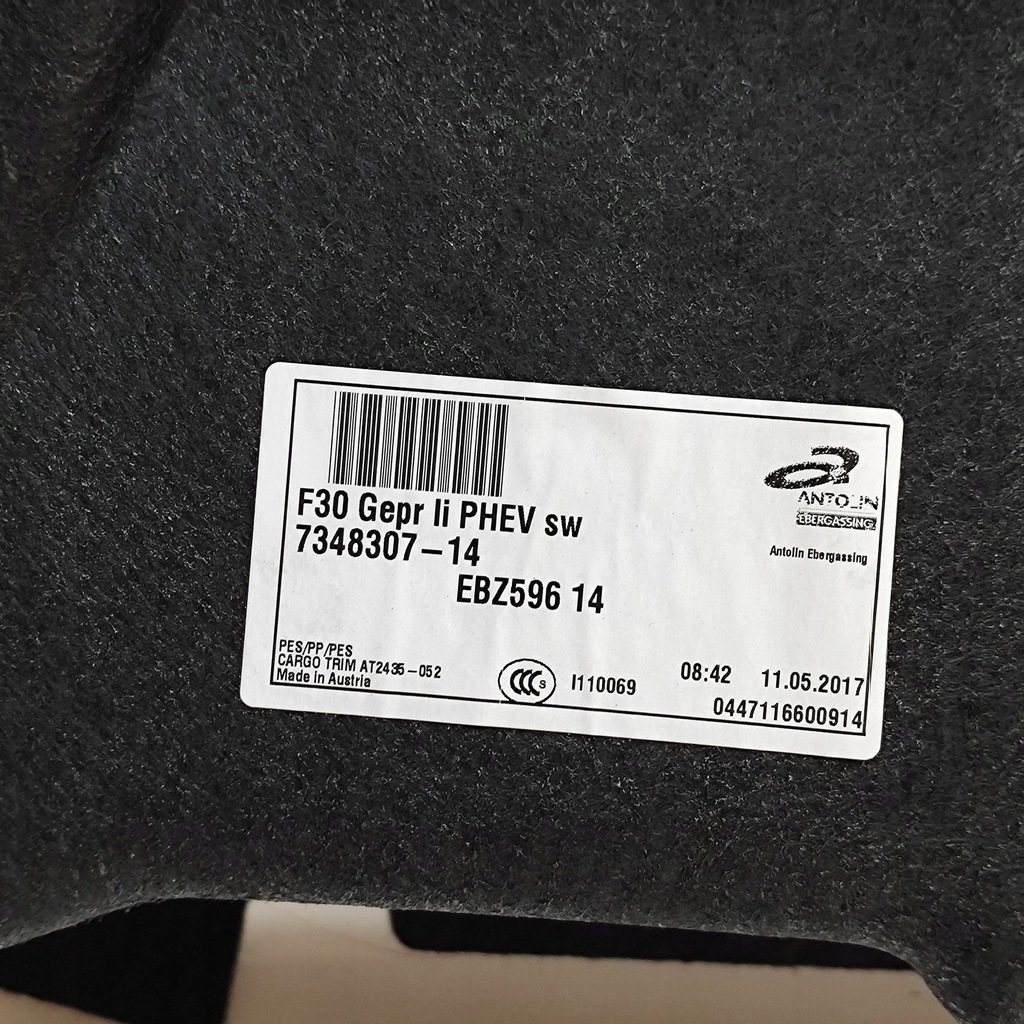 F30 Gepr li PHEV sw
7348307-14
EBZ596 14
ANTOLIN
EBERGASSING
Antolin Ebergassing
PES/PP/PES
CARGO TRIM AT2435-052
Made in Austria
CCC S
I110069
08:42 11.05.2017
0447116600914